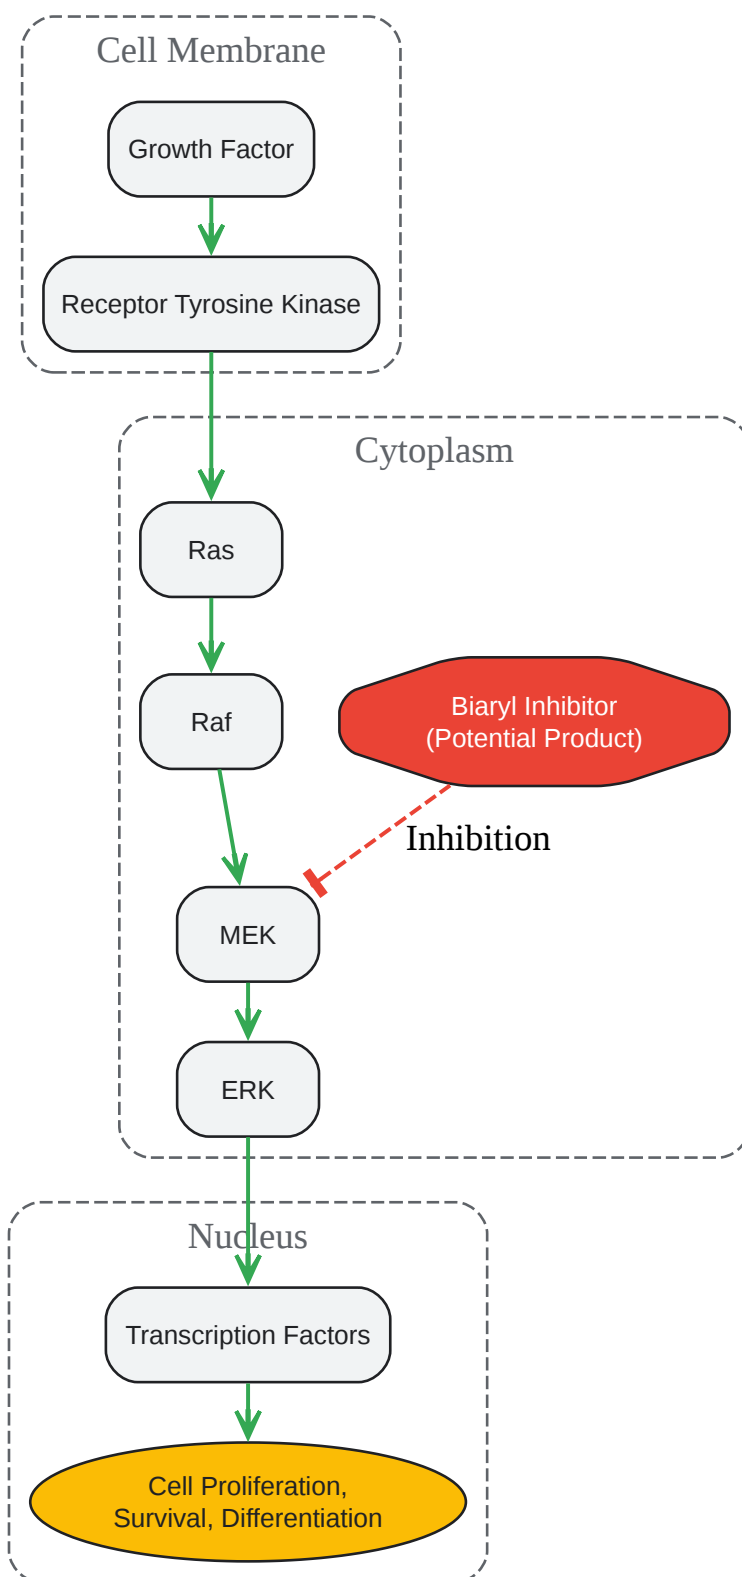 Cell Membrane
Growth Factor
Receptor Tyrosine Kinase
Cytoplasm
Ras
Raf
Biaryl Inhibitor
(Potential Product)
Inhibition
MEK
ERK
Nucleus
Transcription Factors
Cell Proliferation,
Survival, Differentiation